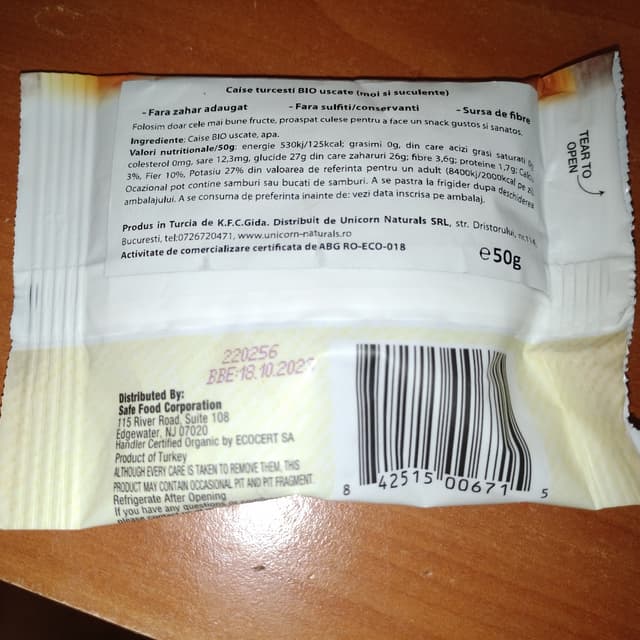 Caise turcesti BIO uscate (moi si suculente)
- Fara zahar adaugat - Fara sulfiti/conservanti - Sursa de fibre
Folosim doar cele mai bune fructe, proaspat culese pentru a face un snack gustos si sanatos.
Ingrediente: Caise BIO uscate, apa.
Valori nutritionale/50g: energie 530kj/125kcal; grasimi 0g, din care acizi grasi saturati 0g
colesterol 0mg, sare 12,3mg, glucide 27g din care zaharuri 26g; fibre 3,6g; proteine 1,7g; Calciu
3%, Fier 10%, Potasiu 27% din valoarea de referinta pentru un adult (8400kj/2000kcal pe zi).
Ocazional pot contine samburi sau bucati de samburi. A se pastra la frigider dupa deschiderea
ambalajului. A se consuma de preferinta inainte de: vezi data inscrisa pe ambalaj.
Produs in Turcia de K.F.C.Gida. Distribuit de Unicorn Naturals SRL, str. Dristorului,
Bucuresti, tel:0726720471, www.unicorn-naturals.ro
Activitate de comercializare certificata de ABG RO-ECO-018
℮50g
TEAR TO
OPEN
220256
BBE-18.10.202
Distributed By:
Safe Food Corporation
115 River Road, Suite 108
Edgewater, NJ 07020
Handler Certified Organic by ECOCERT SA
Product of Turkey
ALTHOUGH EVERY CARE IS TAKEN TO REMOVE THEM, THIS
PRODUCT MAY CONTAIN OCCASIONAL PIT AND PIT FRAGMENT.
Refrigerate After Opening
If you have any questions
please
8 42515 00671 5